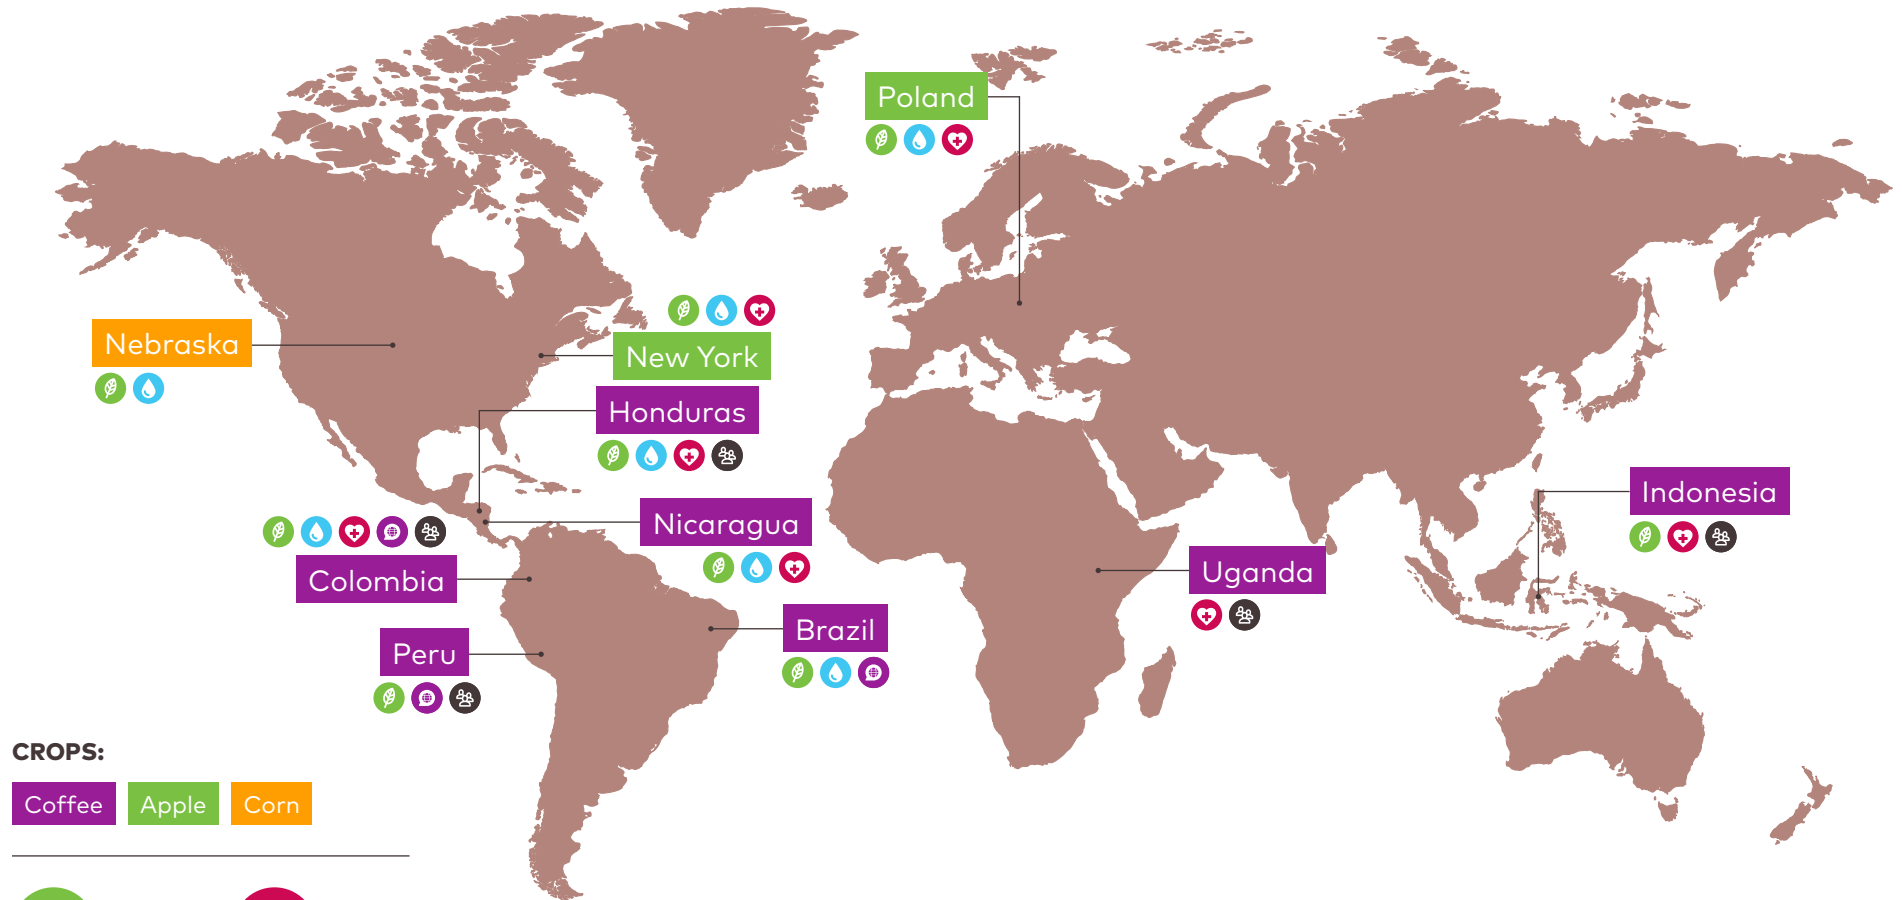 Poland
Nebraska
New York
Honduras
Nicaragua
Indonesia
Colombia
Uganda
Brazil
Peru
CROPS:
Coffee Apple Corn